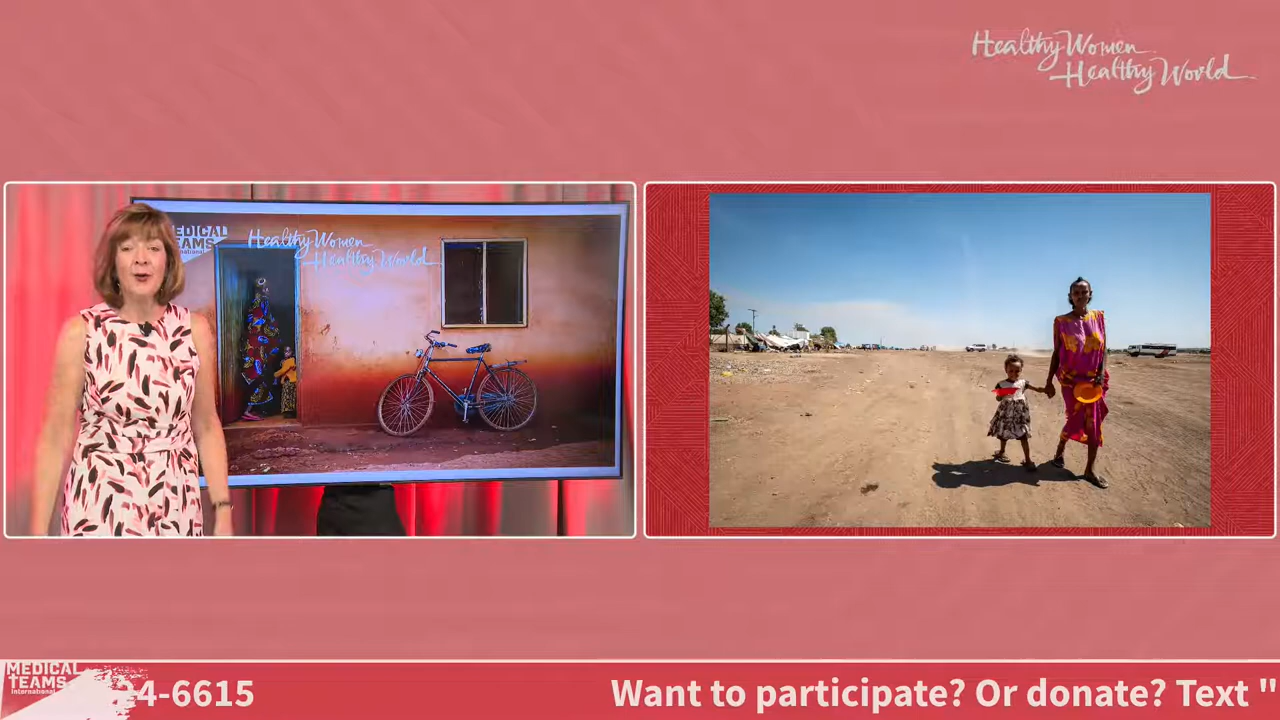 Healthy Women
Healthy World
MEDICAL
TEAMS
Healthy Women
Healthy World
MEDICAL
TEAMS
International
4-6615
Want to participate? Or donate? Text "